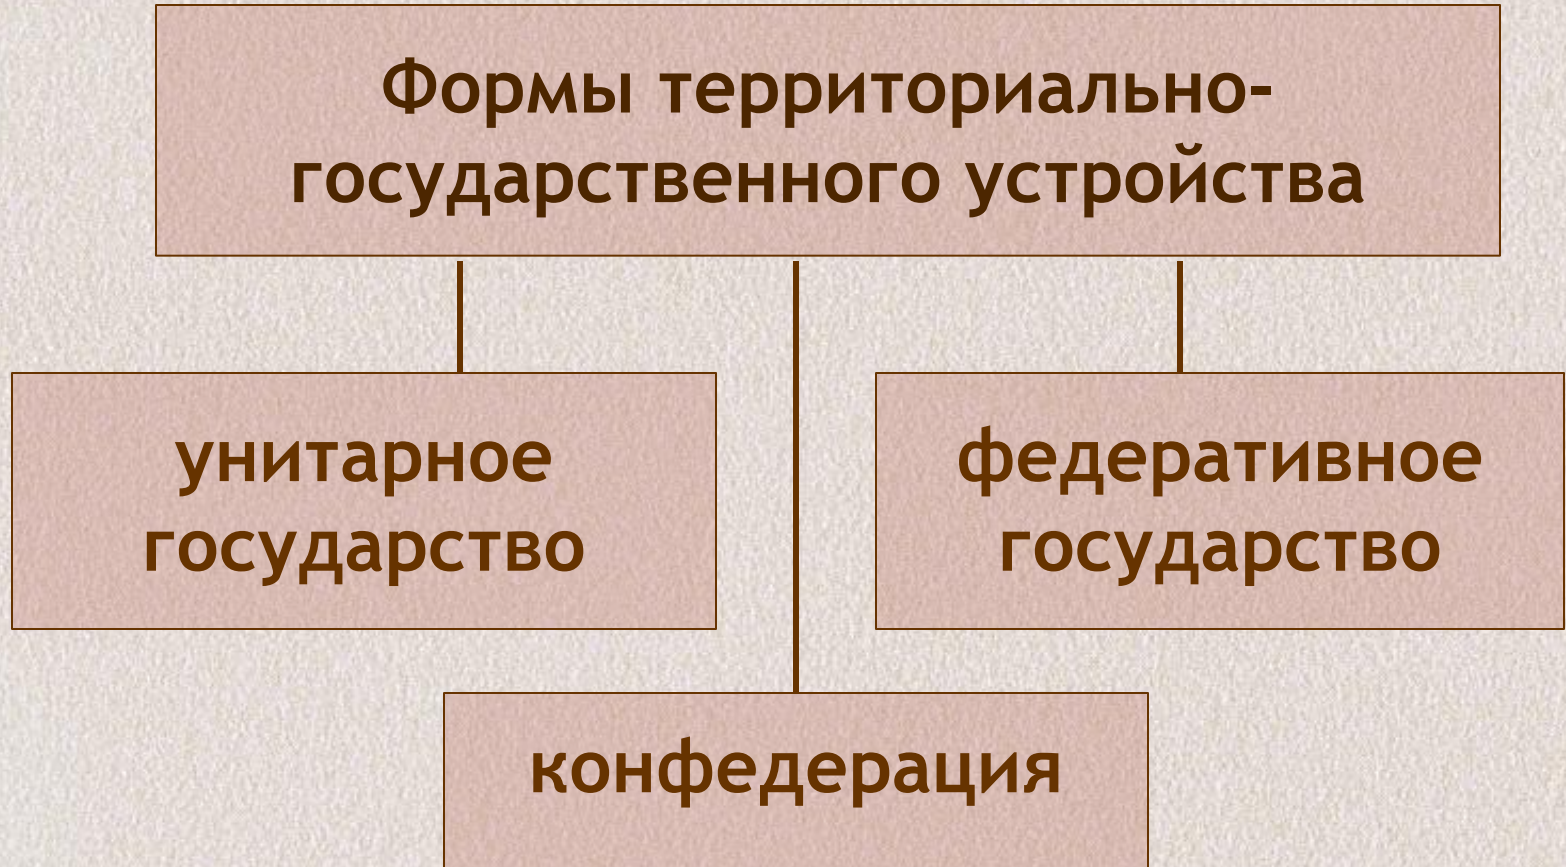 Формы территориально-
государственного устройства
унитарное
государство
федеративное
государство
конфедерация